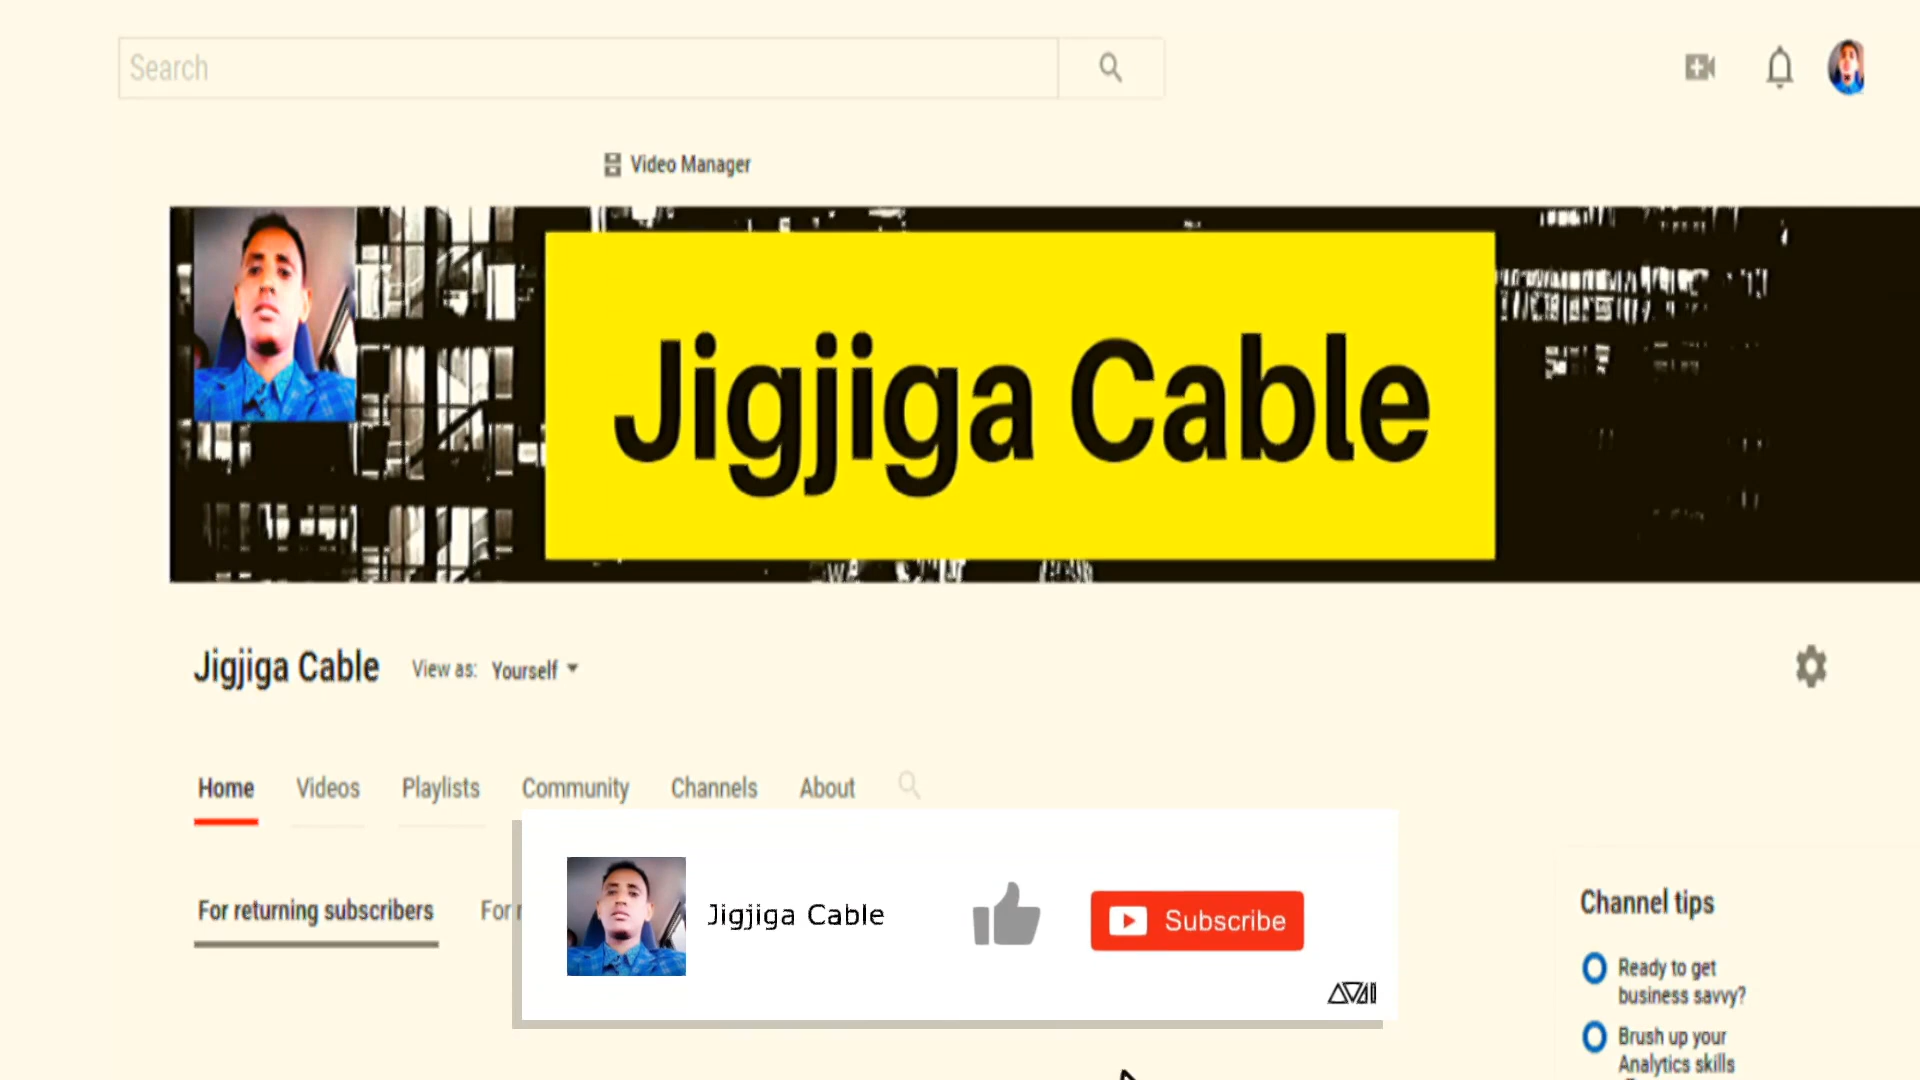 Search
Video Manager
Jigjiga Cable
Jigjiga Cable
View as: Yourself
Home Videos Playlists Community Channels About
For returning subscribers For
Jigjiga Cable
Subscribe
Channel tips
Ready to get
business savvy?
Brush up your
Analytics skills